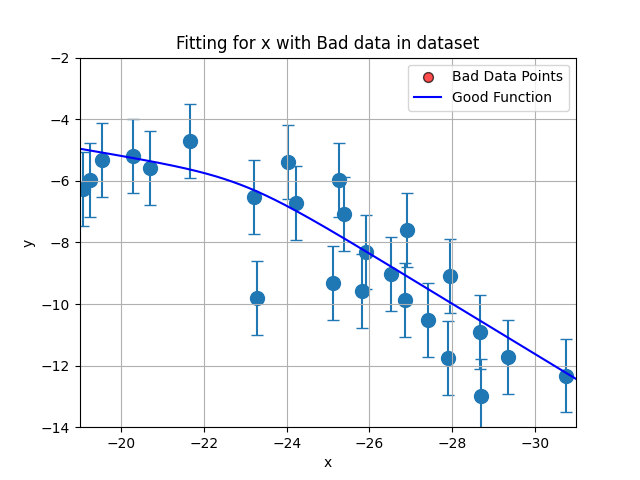 Fitting for x with Bad data in dataset
Bad Data Points
Good Function
−2
−4
−6
−8
−10
−12
−14
y
−20
−22
−24
−26
−28
−30
x